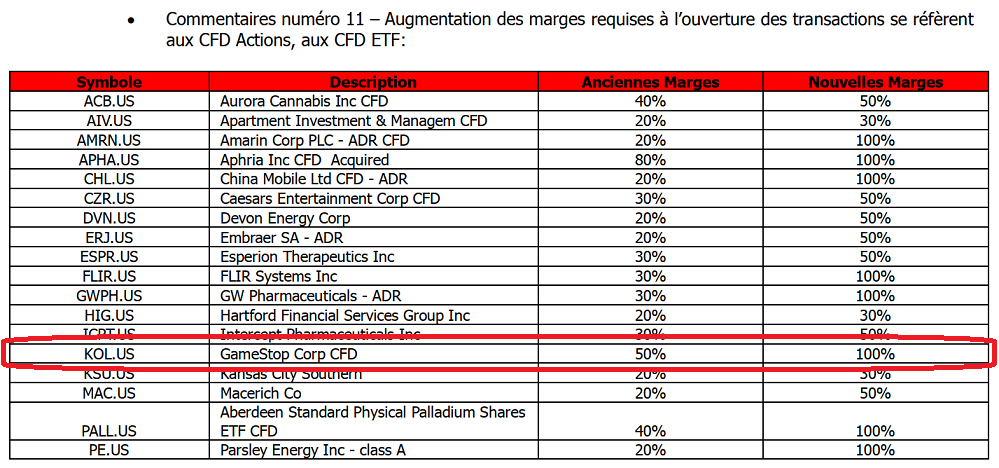 • Commentaires numéro 11 – Augmentation des marges requises à l’ouverture des transactions se réfèrent
aux CFD Actions, aux CFD ETF:
Symbole Description Anciennes Marges Nouvelles Marges
ACB.US Aurora Cannabis Inc CFD 40% 50%
AIV.US Apartment Investment & Managem CFD 20% 30%
AMRN.US Amarin Corp PLC - ADR CFD 20% 100%
APHA.US Aphria Inc CFD Acquired 80% 100%
CHL.US China Mobile Ltd CFD - ADR 20% 100%
CZR.US Caesars Entertainment Corp CFD 30% 50%
DVN.US Devon Energy Corp 20% 50%
ERJ.US Embraer SA - ADR 20% 50%
ESPR.US Esperion Therapeutics Inc 30% 50%
FLIR.US FLIR Systems Inc 30% 100%
GWPH.US GW Pharmaceuticals - ADR 30% 100%
HIG.US Hartford Financial Services Group Inc 20% 30%
ICPT.US Intercept Pharmaceuticals Inc 30% 50%
KOL.US GameStop Corp CFD 50% 100%
KSU.US Kansas City Southern 20% 30%
MAC.US Macerich Co 20% 50%
Aberdeen Standard Physical Palladium Shares
PALL.US ETF CFD 40% 100%
PE.US Parsley Energy Inc - class A 20% 100%